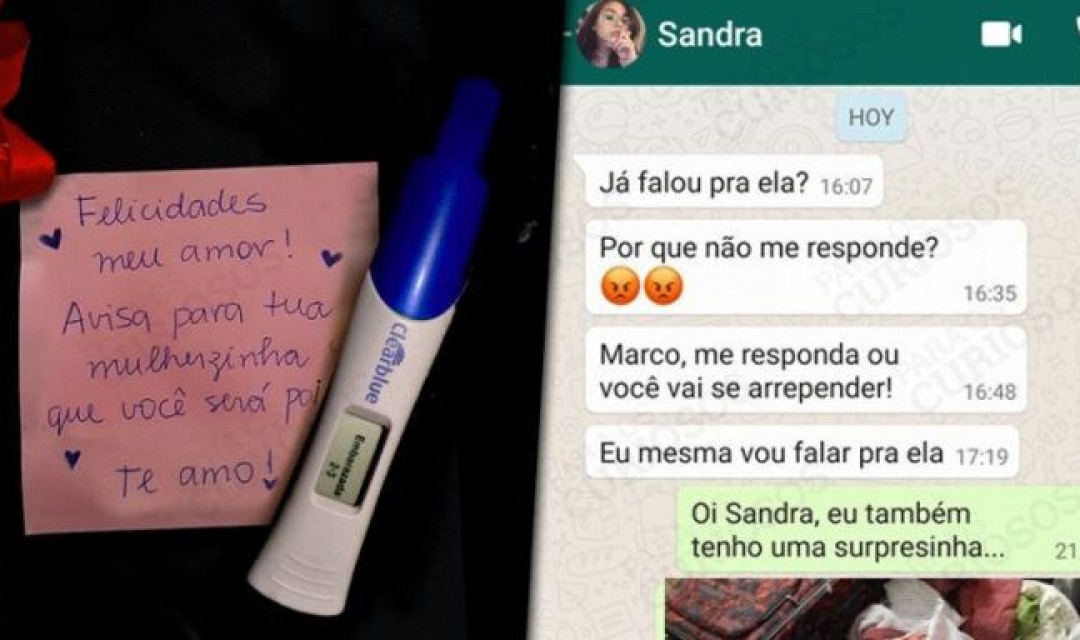 Felicidades
meu amor!
Avisa para tua
mulherzinha
que você será pai
Te amo!
clearblue
Embarazada
2-3
Sandra
HOY
Já falou pra ela? 16:07
Por que não me responde?
16:35
Marco, me responda ou
você vai se arrepender! 16:48
Eu mesma vou falar pra ela 17:19
Oi Sandra, eu também
tenho uma surpresinha... 21